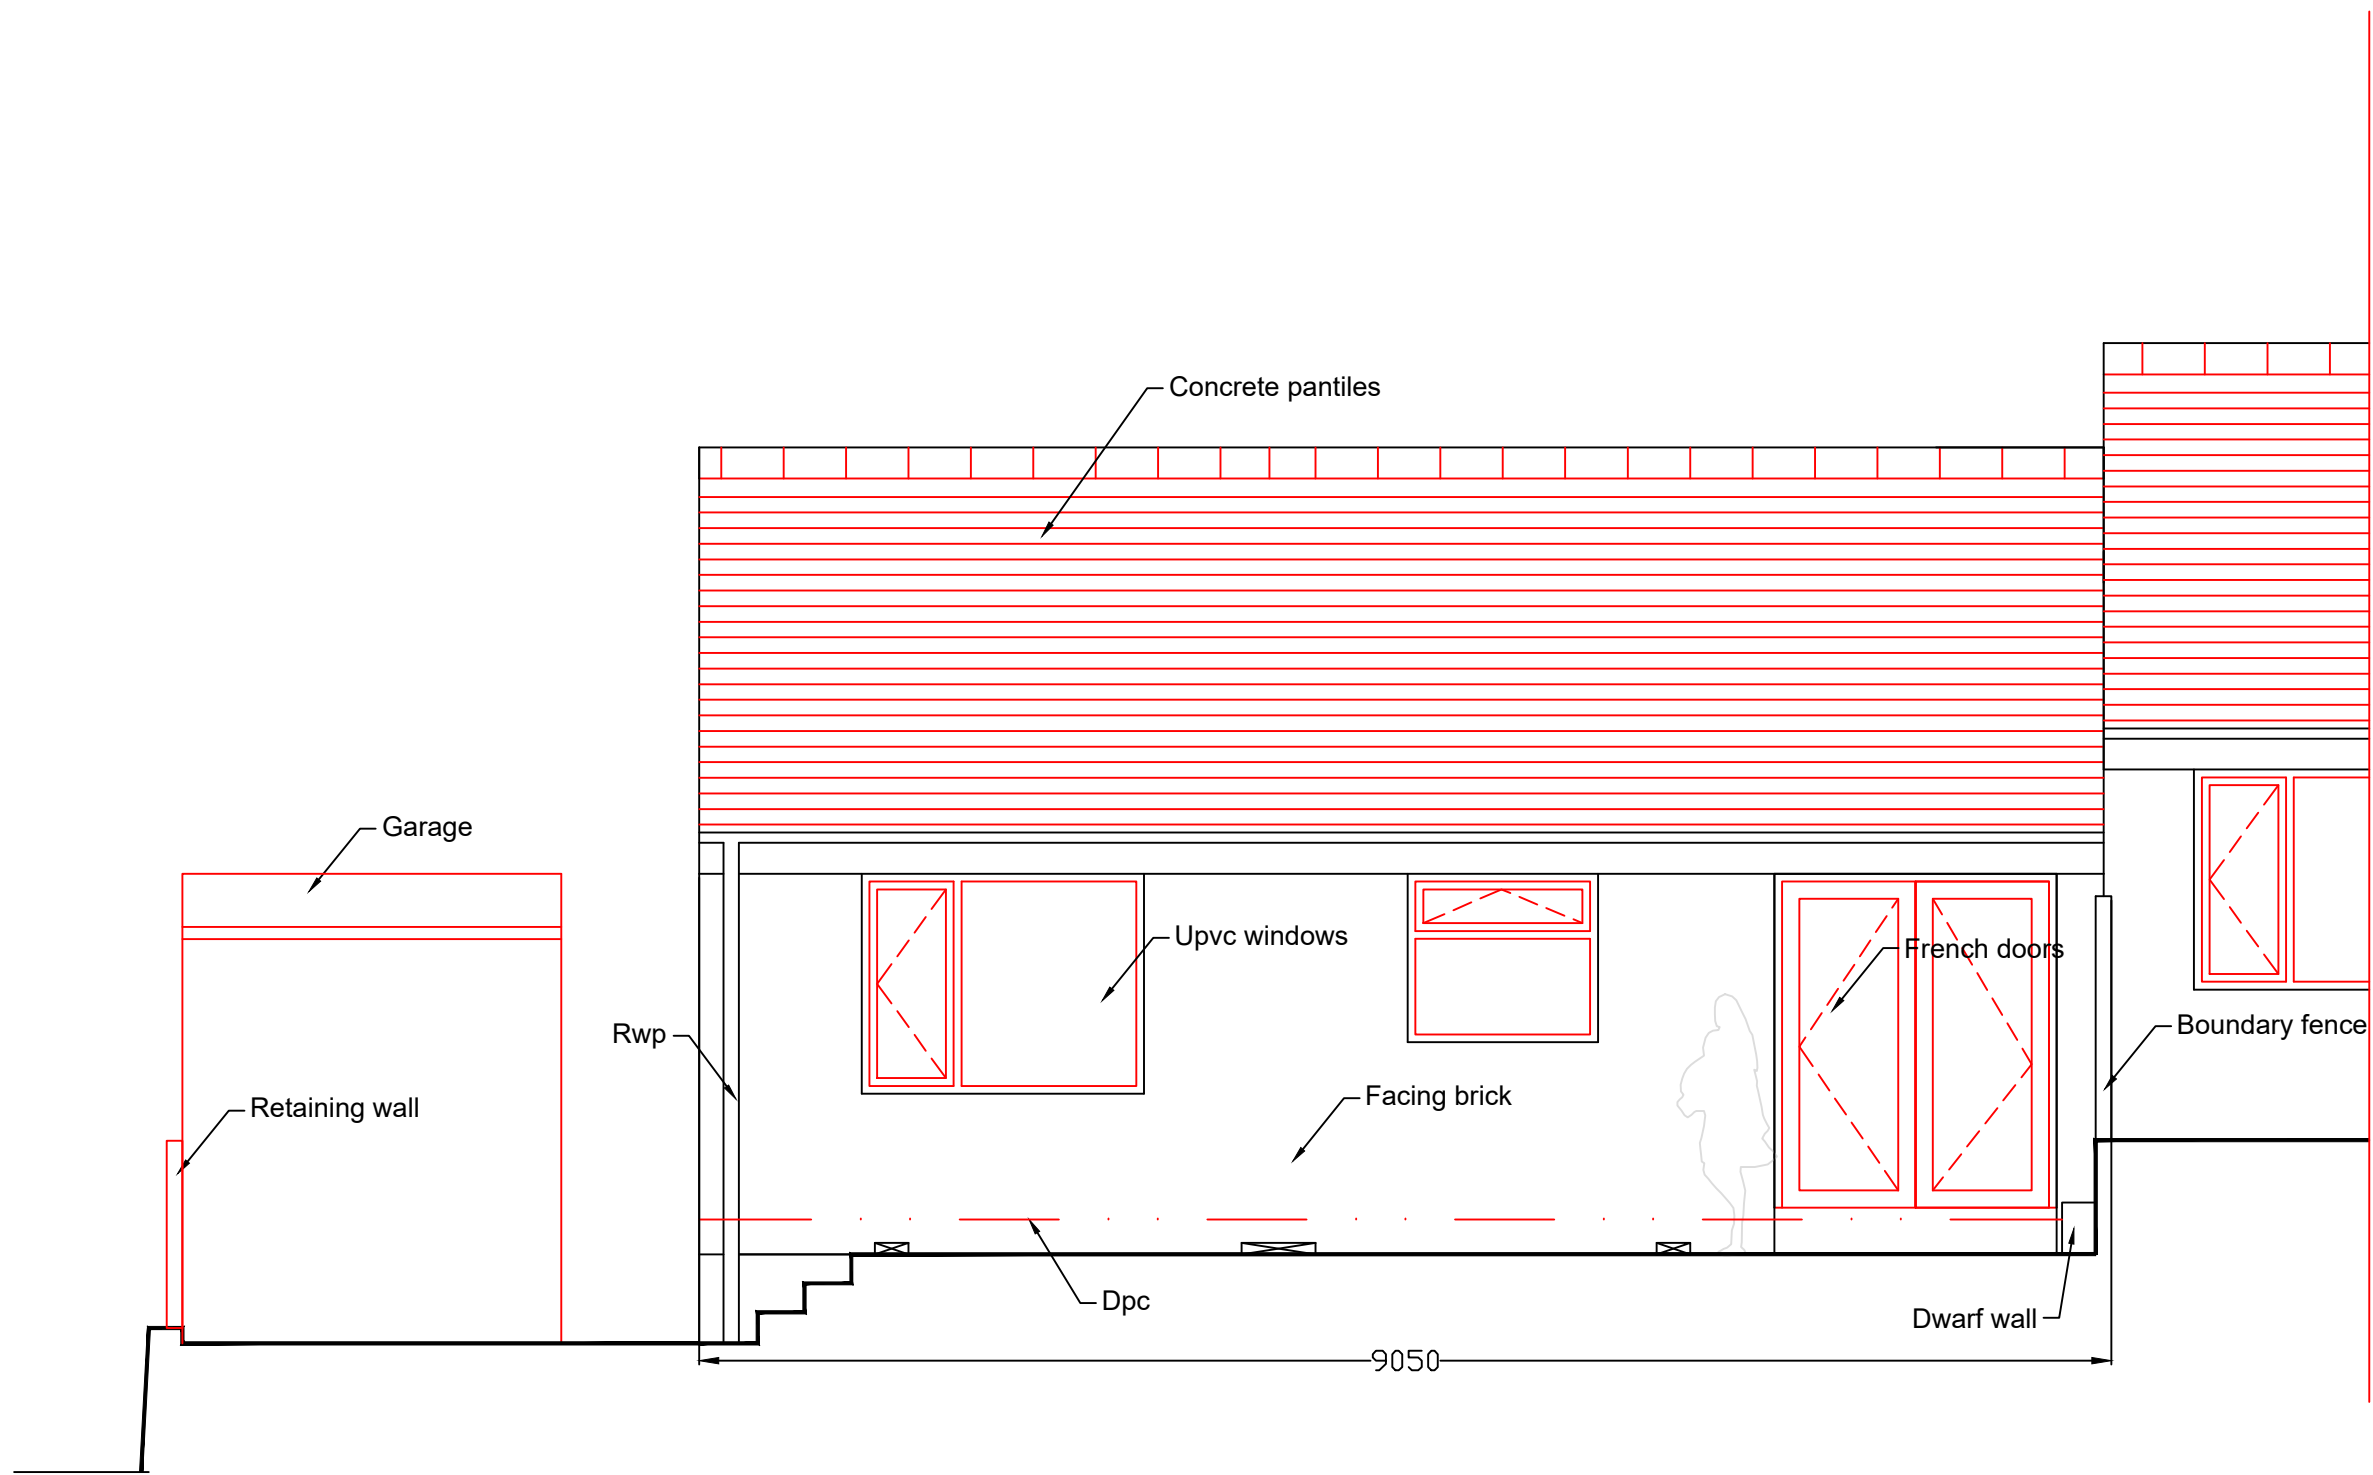 Concrete pantiles
Garage
Upvc windows
French doors
Rwp
Boundary fence
Facing brick
Retaining wall
Dpc
Dwarf wall
9050